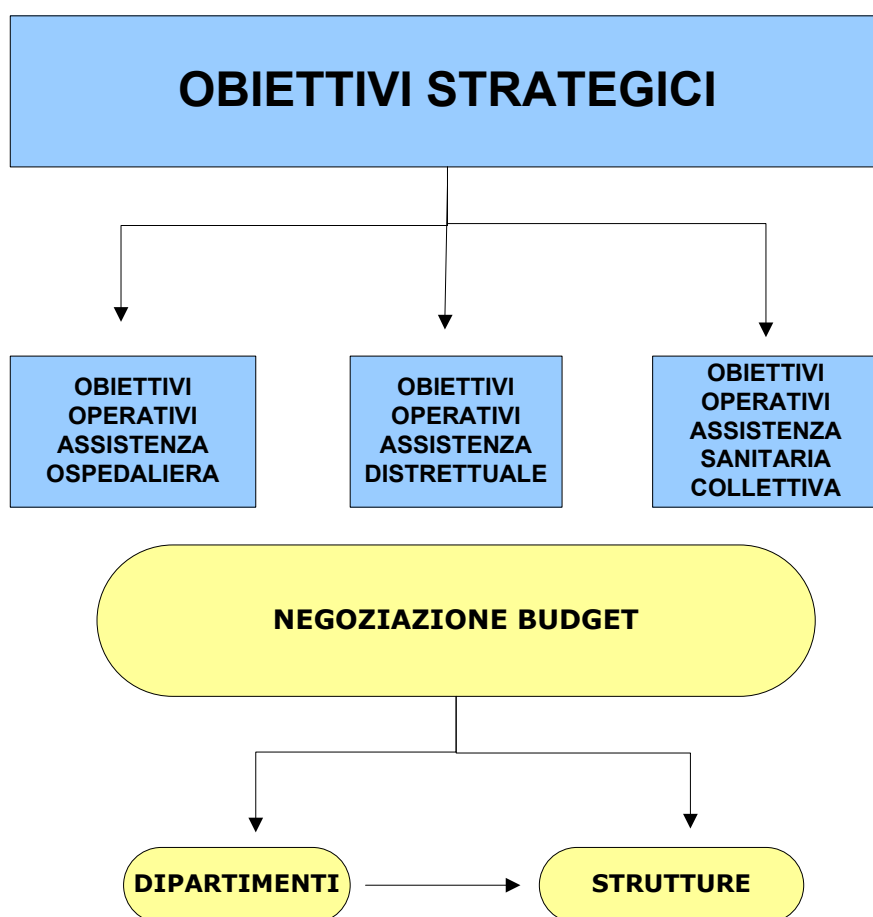 OBIETTIVI STRATEGICI
OBIETTIVI
OPERATIVI
ASSISTENZA
OSPEDALIERA
OBIETTIVI
OPERATIVI
ASSISTENZA
DISTRETTUALE
OBIETTIVI
OPERATIVI
ASSISTENZA
SANITARIA
COLLETTIVA
NEGOZIAZIONE BUDGET
DIPARTIMENTI
STRUTTURE